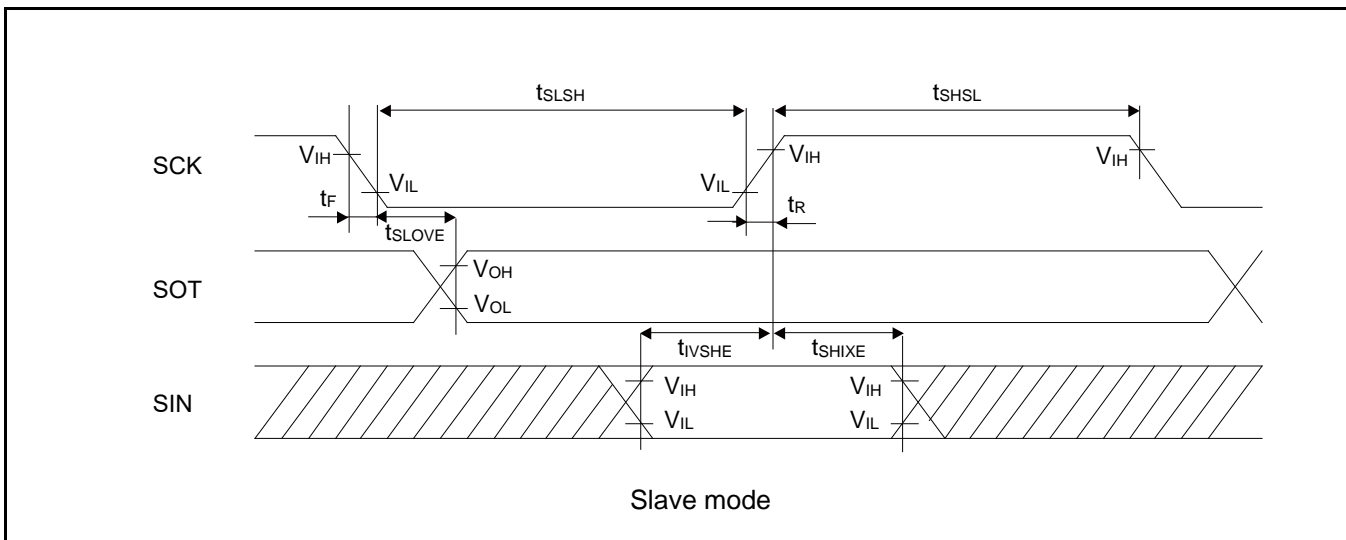 tSLSH
tSHSL
SCK
VIH
VIL
VIL
VIH
VIH
tF
tSLOVE
tR
SOT
VOH
VOL
tIVSHE
tSHIXE
SIN
VIH
VIL
VIH
VIL
Slave mode